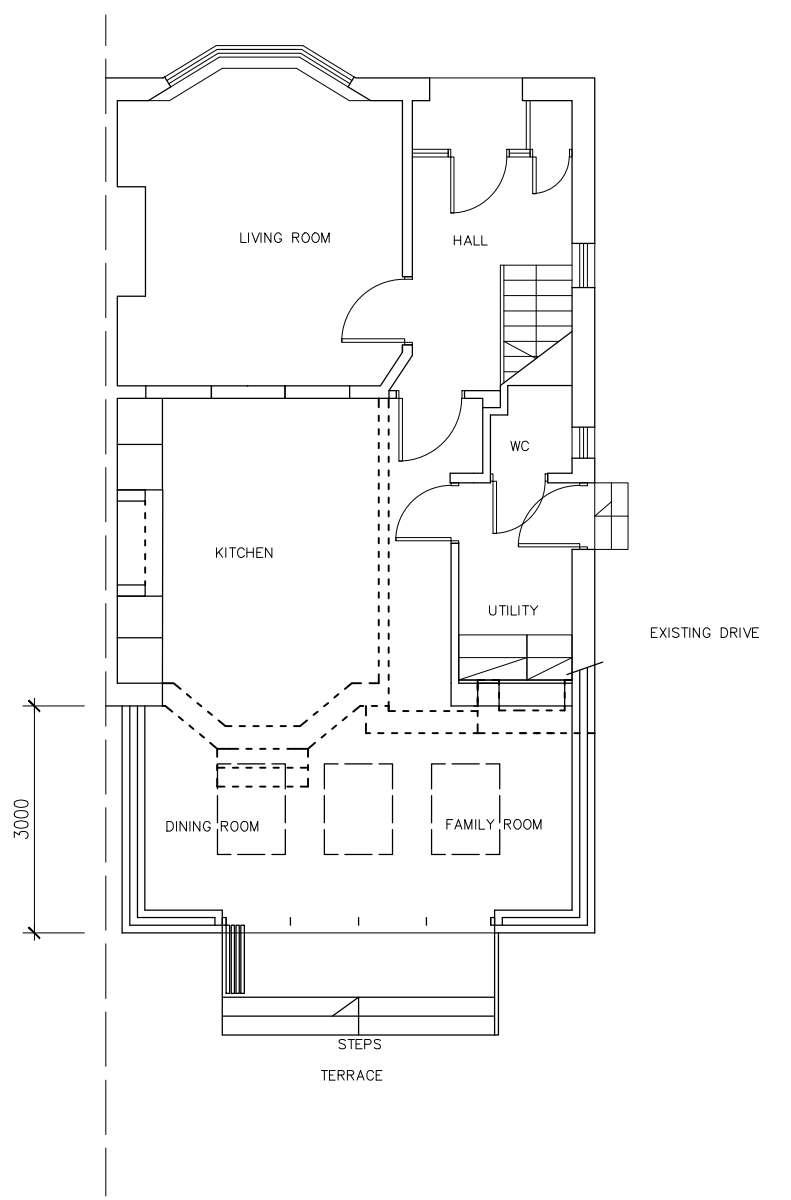 LIVING ROOM
HALL
WC
KITCHEN
UTILITY
EXISTING DRIVE
3000
DINING ROOM
FAMILY ROOM
STEPS
TERRACE